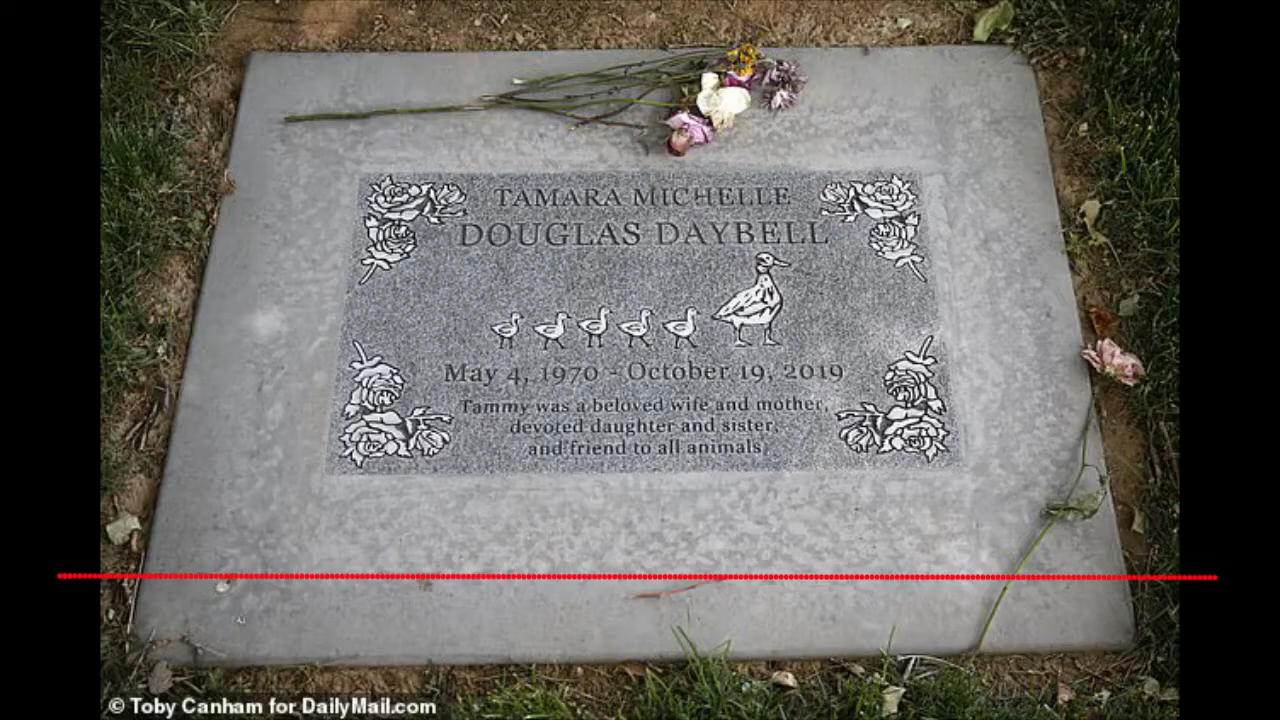 TAMARA MICHELLE
DOUGLAS DAYBELL
May 4, 1970 - October 19, 2019
Tammy was a beloved wife and mother,
devoted daughter and sister,
and friend to all animals.
© Toby Canham for DailyMail.com